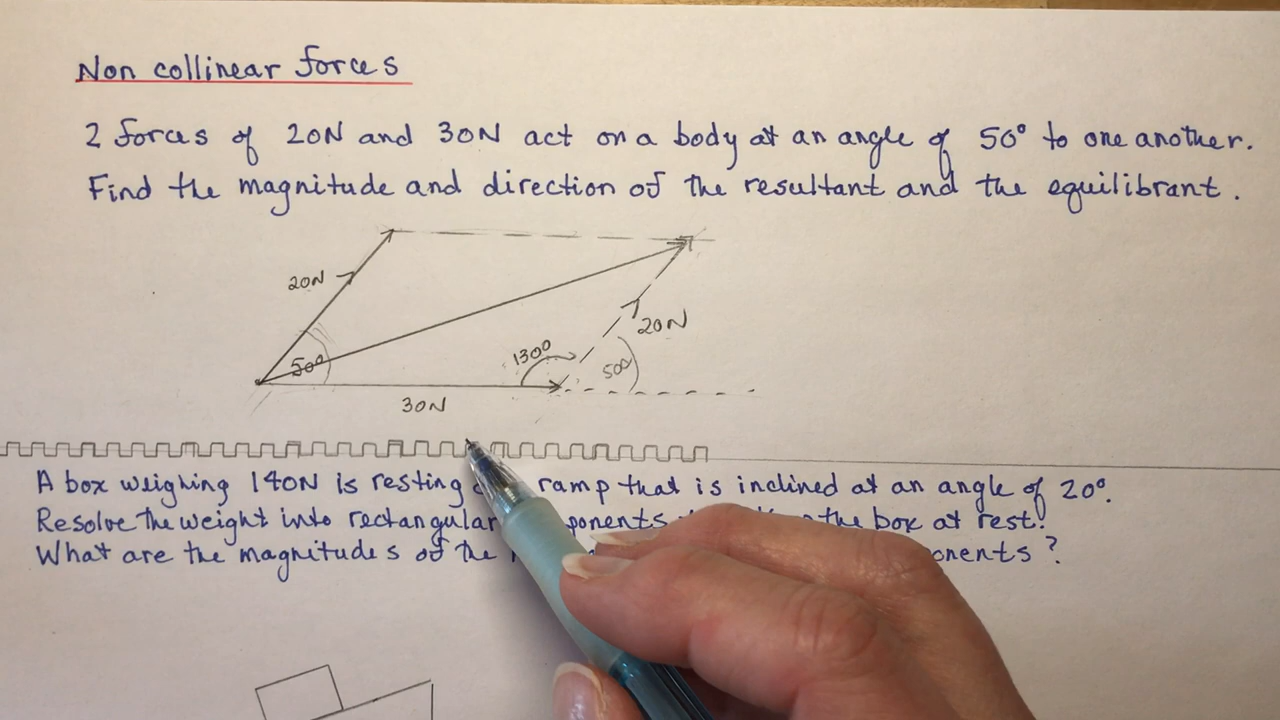 Non collinear forces
2 forces of 20N and 30N act on a body at an angle of 50° to one another.
Find the magnitude and direction of the resultant and the equilibrant.
20N
50°
130°
20N
50°
30N
A box weighing 140N is resting ramp that is inclined at an angle of 20°.
Resolve the weight into rectangular the box at rest.
What are the magnitudes of the ?